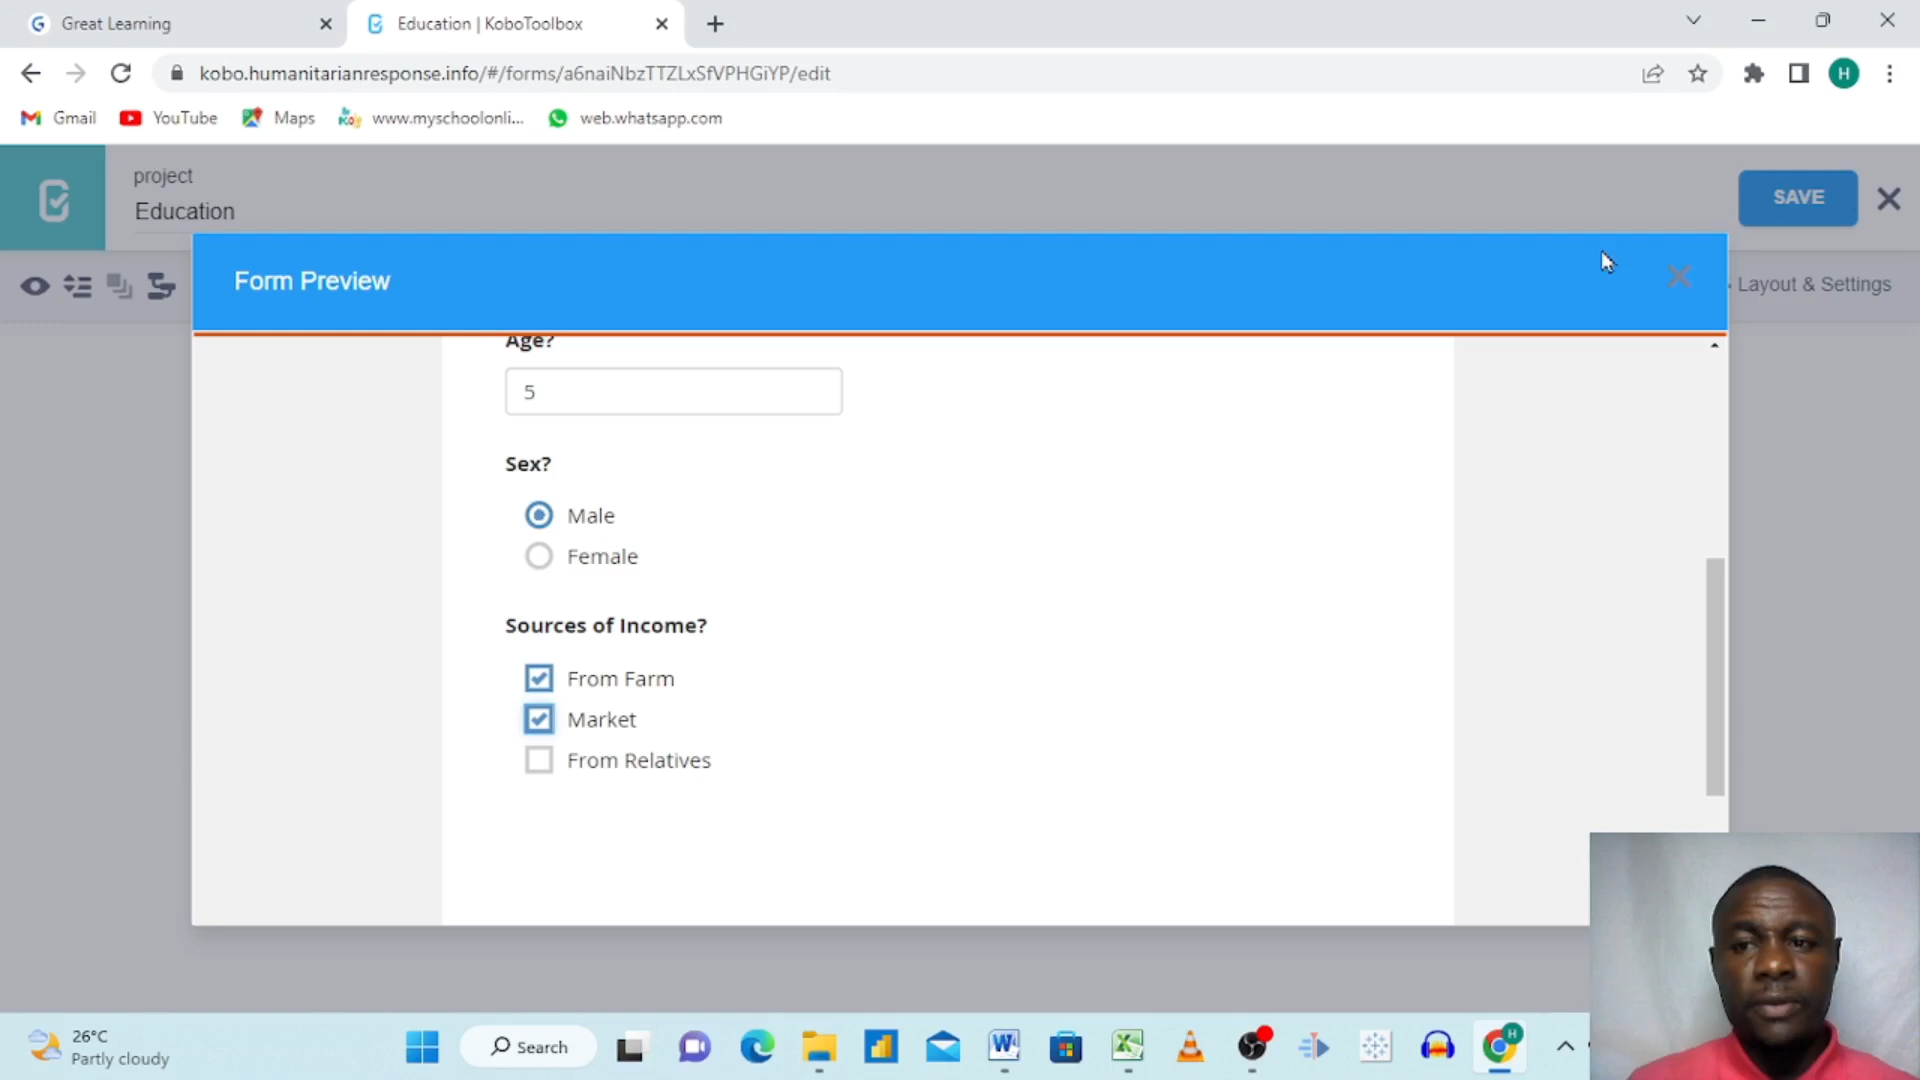 Great Learning
Education | KoboToolbox
kobo.humanitarianresponse.info/#/forms/a6naiNbzTTZLxSfVPHGiYP/edit
H
Gmail
YouTube
Maps
www.myschoolonli...
web.whatsapp.com
project
Education
SAVE
Form Preview
Layout & Settings
Age?
5
Sex?
Male
Female
Sources of Income?
From Farm
Market
From Relatives
26°C
Partly cloudy
Search
H